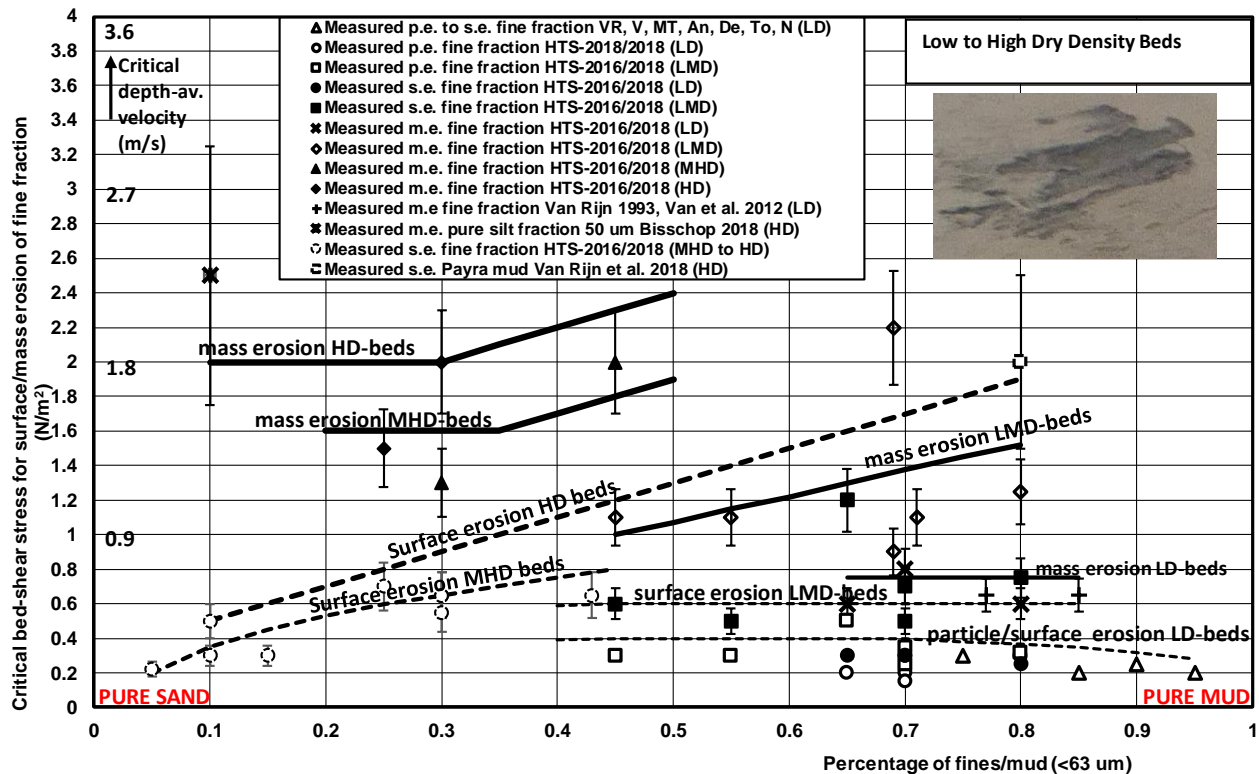 Critical bed-shear stress for surface/mass erosion of fine fraction
(N/m²)
4
3.8
3.6
3.4
3.2
3
2.8
2.6
2.4
2.2
2
1.8
1.6
1.4
1.2
1
0.8
0.6
0.4
0.2
0
3.6
Critical
depth-av.
velocity
(m/s)
2.7
1.8
0.9
Measured p.e. to s.e. fine fraction VR, V, MT, An, De, To, N (LD)
Measured p.e. fine fraction HTS-2018/2018 (LD)
Measured p.e. fine fraction HTS-2016/2018 (LMD)
Measured s.e. fine fraction HTS-2016/2018 (LD)
Measured s.e. fine fraction HTS-2016/2018 (LMD)
Measured m.e. fine fraction HTS-2016/2018 (LD)
Measured m.e. fine fraction HTS-2016/2018 (LMD)
Measured m.e. fine fraction HTS-2016/2018 (MHD)
Measured m.e. fine fraction HTS-2016/2018 (HD)
Measured m.e fine fraction Van Rijn 1993, Van et al. 2012 (LD)
Measured m.e. pure silt fraction 50 um Bisschop 2018 (HD)
Measured s.e. fine fraction HTS-2016/2018 (MHD to HD)
Measured s.e. Payra mud Van Rijn et al. 2018 (HD)
Low to High Dry Density Beds
mass erosion HD-beds
mass erosion MHD-beds
mass erosion LMD-beds
Surface erosion HD beds
Surface erosion MHD beds
mass erosion LD-beds
surface erosion LMD-beds
particle/surface erosion LD-beds
PURE SAND
PURE MUD
0 0.1 0.2 0.3 0.4 0.5 0.6 0.7 0.8 0.9 1
Percentage of fines/mud (<63 um)